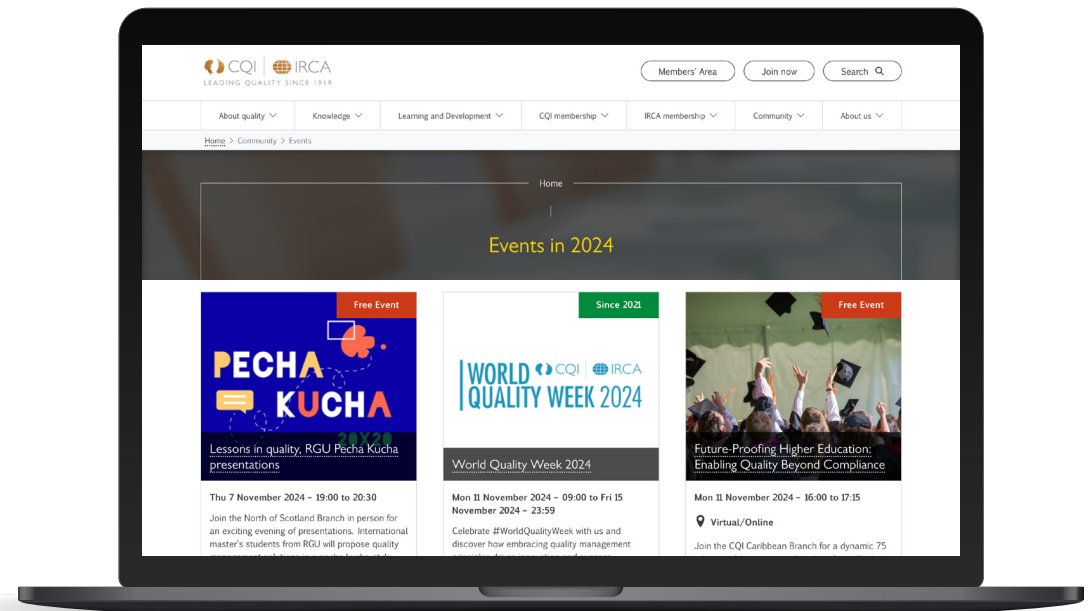 CQI IRCA
LEADING QUALITY SINCE 1919
Members' Area
Join now
Search
About quality
Knowledge
Learning and Development
CQI membership
IRCA membership
Community
About us
Home > Community > Events
Home
Events in 2024
Free Event
PECHA
KUCHA
20X20
Lessons in quality, RGU Pecha Kucha
presentations
Thu 7 November 2024 – 19:00 to 20:30
Join the North of Scotland Branch in person for
an exciting evening of presentations. International
master's students from RGU will propose quality
Since 2021
WORLD CQI IRCA
QUALITY WEEK 2024
World Quality Week 2024
Mon 11 November 2024 – 09:00 to Fri 15
November 2024 – 23:59
Celebrate #WorldQualityWeek with us and
discover how embracing quality management
Free Event
Future-Proofing Higher Education:
Enabling Quality Beyond Compliance
Mon 11 November 2024 – 16:00 to 17:15
Virtual/Online
Join the CQI Caribbean Branch for a dynamic 75